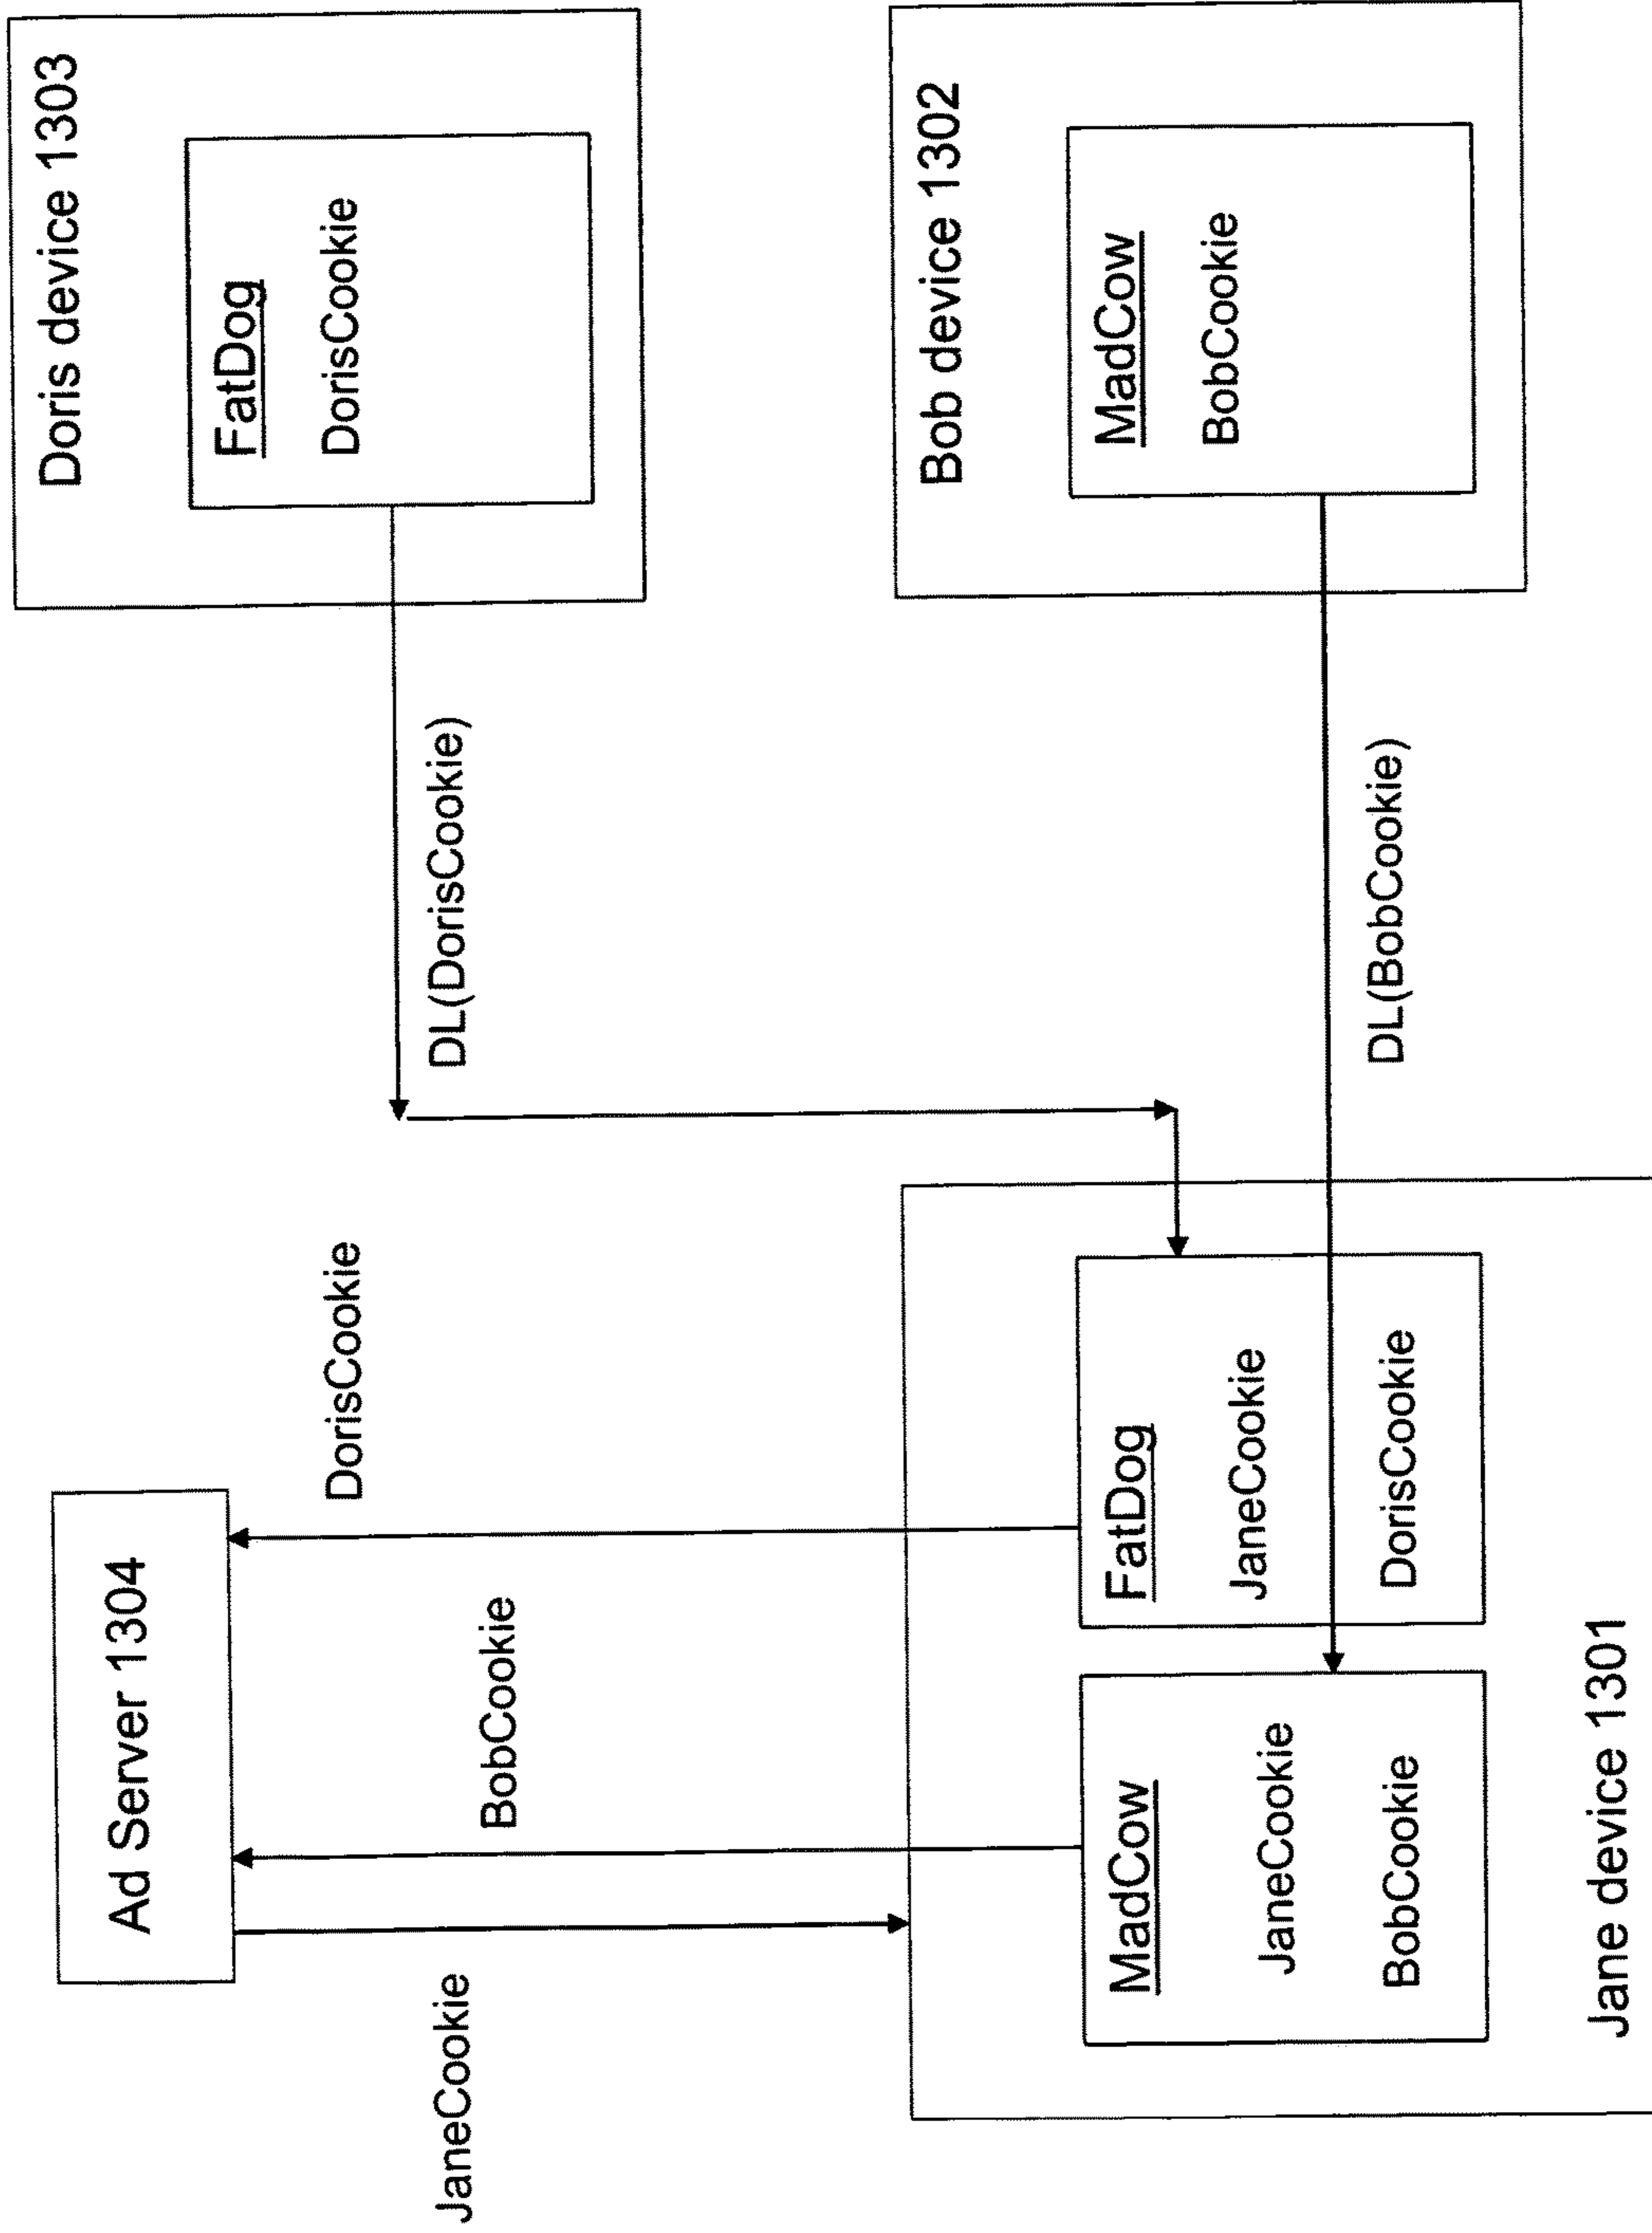 Ad Server 1304
Doris device 1303
FatDog
DorisCookie
JaneCookie
BobCookie
DorisCookie
DL(DorisCookie)
Bob device 1302
MadCow
BobCookie
DL(BobCookie)
MadCow
JaneCookie
BobCookie
FatDog
JaneCookie
DorisCookie
Jane device 1301